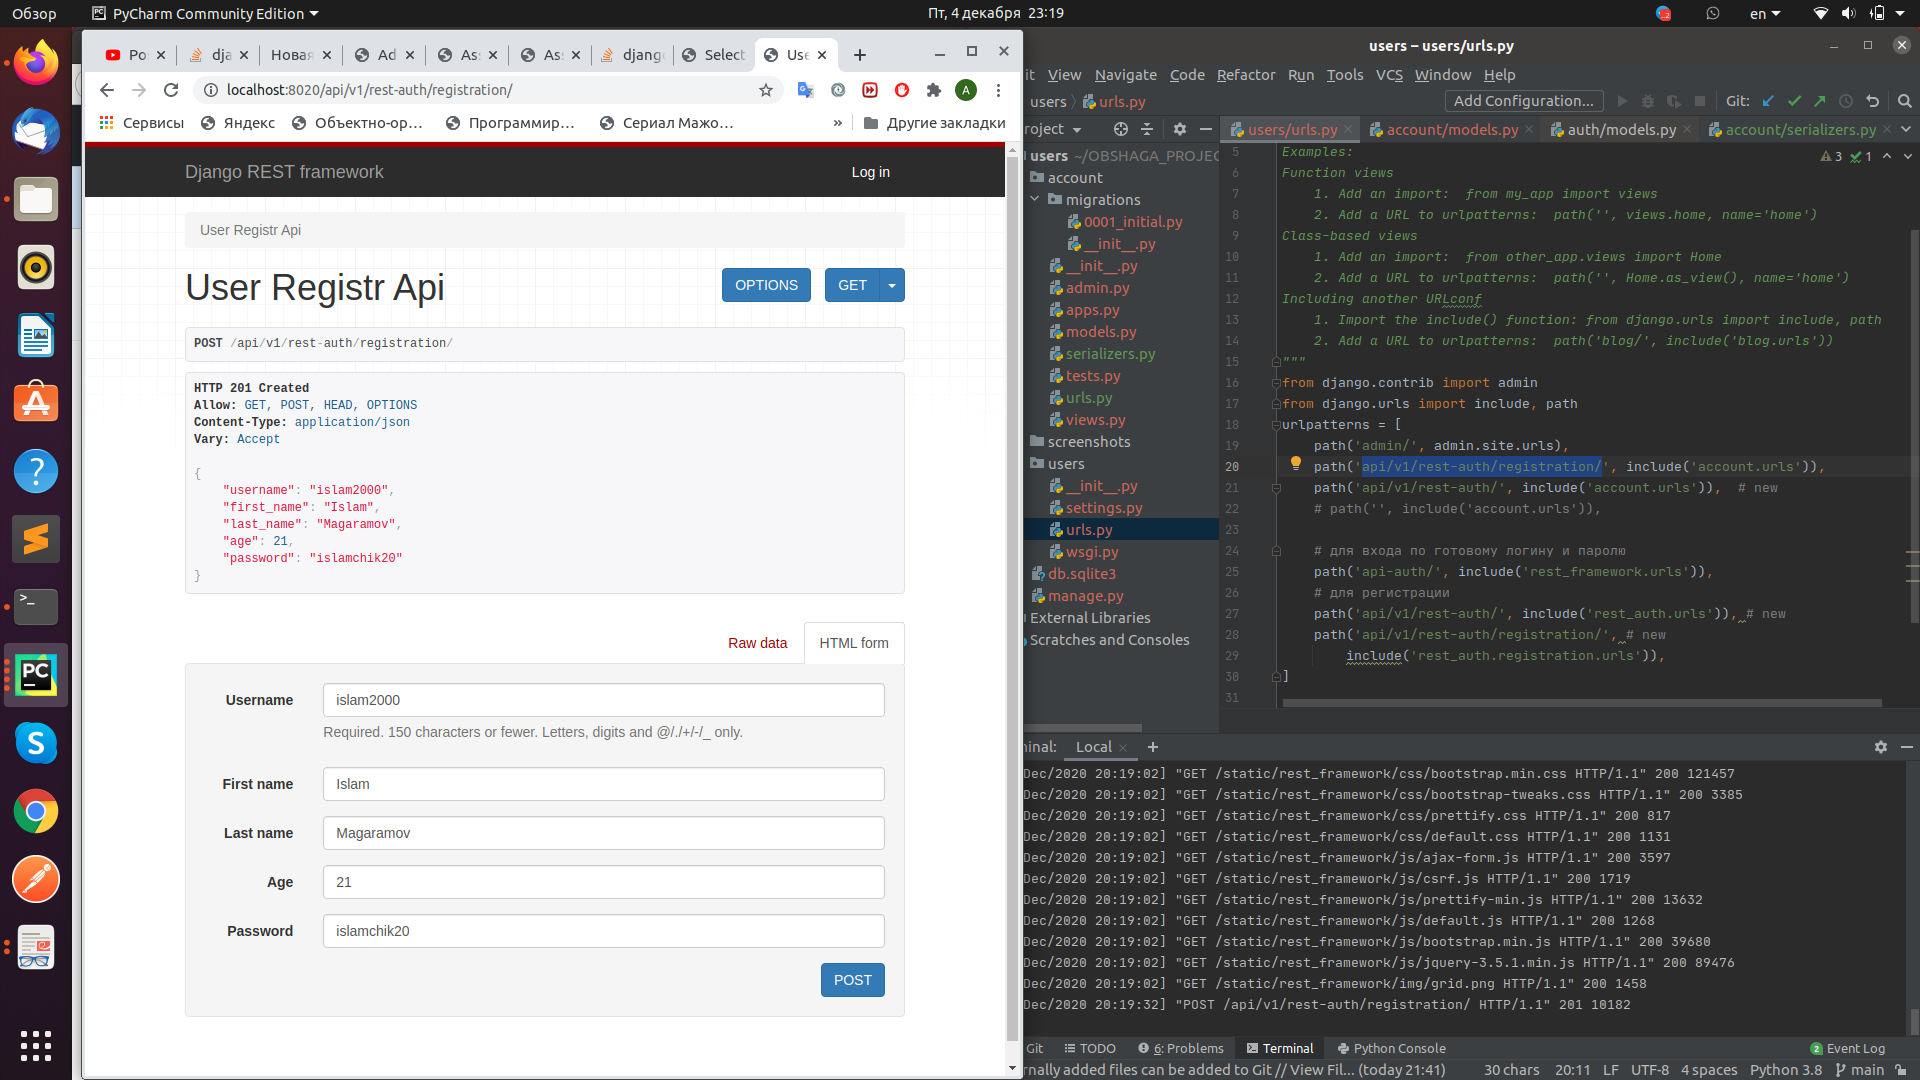 Обзор
PyCharm Community Edition
Пт, 4 декабря 23:19
en
Po
dja
Новая
Ad
As
As
djang
Select
Use
localhost:8020/api/v1/rest-auth/registration/
A
Сервисы
Яндекс
Объектно-ор...
Программир...
Сериал Мажо...
»
Другие закладки
Django REST framework
Log in
User Registr Api
User Registr Api
OPTIONS
GET
POST /api/v1/rest-auth/registration/
HTTP 201 Created
Allow: GET, POST, HEAD, OPTIONS
Content-Type: application/json
Vary: Accept
{
"username": "islam2000",
"first_name": "Islam",
"last_name": "Magaramov",
"age": 21,
"password": "islamchik20"
}
Raw data
HTML form
Username
islam2000
Required. 150 characters or fewer. Letters, digits and @/./+/-/_ only.
First name
Islam
Last name
Magaramov
Age
21
Password
islamchik20
POST
users – users/urls.py
it View Navigate Code Refactor Run Tools VCS Window Help
users
urls.py
Add Configuration...
Git:
roject
users/urls.py
account/models.py
auth/models.py
account/serializers.py
users ~/OBSHAGA_PROJEC
account
migrations
0001_initial.py
__init__.py
__init__.py
admin.py
apps.py
models.py
serializers.py
tests.py
urls.py
views.py
screenshots
users
__init__.py
settings.py
urls.py
wsgi.py
db.sqlite3
manage.py
External Libraries
Scratches and Consoles
3 1
5 Examples:
6 Function views
7 1. Add an import: from my_app import views
8 2. Add a URL to urlpatterns: path('', views.home, name='home')
9 Class-based views
10 1. Add an import: from other_app.views import Home
11 2. Add a URL to urlpatterns: path('', Home.as_view(), name='home')
12 Including another URLconf
13 1. Import the include() function: from django.urls import include, path
14 2. Add a URL to urlpatterns: path('blog/', include('blog.urls'))
15 """
16 from django.contrib import admin
17 from django.urls import include, path
18 urlpatterns = [
19 path('admin/', admin.site.urls),
20 path('api/v1/rest-auth/registration/', include('account.urls')),
21 path('api/v1/rest-auth/', include('account.urls')), # new
22 # path('', include('account.urls')),
23
24 # для входа по готовому логину и паролю
25 path('api-auth/', include('rest_framework.urls')),
26 # для регистрации
27 path('api/v1/rest-auth/', include('rest_auth.urls')), # new
28 path('api/v1/rest-auth/registration/', # new
29 include('rest_auth.registration.urls')),
30 ]
31
minal:
Local
Dec/2020 20:19:02] "GET /static/rest_framework/css/bootstrap.min.css HTTP/1.1" 200 121457
Dec/2020 20:19:02] "GET /static/rest_framework/css/bootstrap-tweaks.css HTTP/1.1" 200 3385
Dec/2020 20:19:02] "GET /static/rest_framework/css/prettify.css HTTP/1.1" 200 817
Dec/2020 20:19:02] "GET /static/rest_framework/css/default.css HTTP/1.1" 200 1131
Dec/2020 20:19:02] "GET /static/rest_framework/js/ajax-form.js HTTP/1.1" 200 3597
Dec/2020 20:19:02] "GET /static/rest_framework/js/csrf.js HTTP/1.1" 200 1719
Dec/2020 20:19:02] "GET /static/rest_framework/js/prettify-min.js HTTP/1.1" 200 13632
Dec/2020 20:19:02] "GET /static/rest_framework/js/default.js HTTP/1.1" 200 1268
Dec/2020 20:19:02] "GET /static/rest_framework/js/bootstrap.min.js HTTP/1.1" 200 39680
Dec/2020 20:19:02] "GET /static/rest_framework/js/jquery-3.5.1.min.js HTTP/1.1" 200 89476
Dec/2020 20:19:02] "GET /static/rest_framework/img/grid.png HTTP/1.1" 200 1458
Dec/2020 20:19:32] "POST /api/v1/rest-auth/registration/ HTTP/1.1" 201 10182
Git
TODO
6: Problems
Terminal
Python Console
2 Event Log
rnally added files can be added to Git // View Fil... (today 21:41)
30 chars
20:11
LF
UTF-8
4 spaces
Python 3.8
main